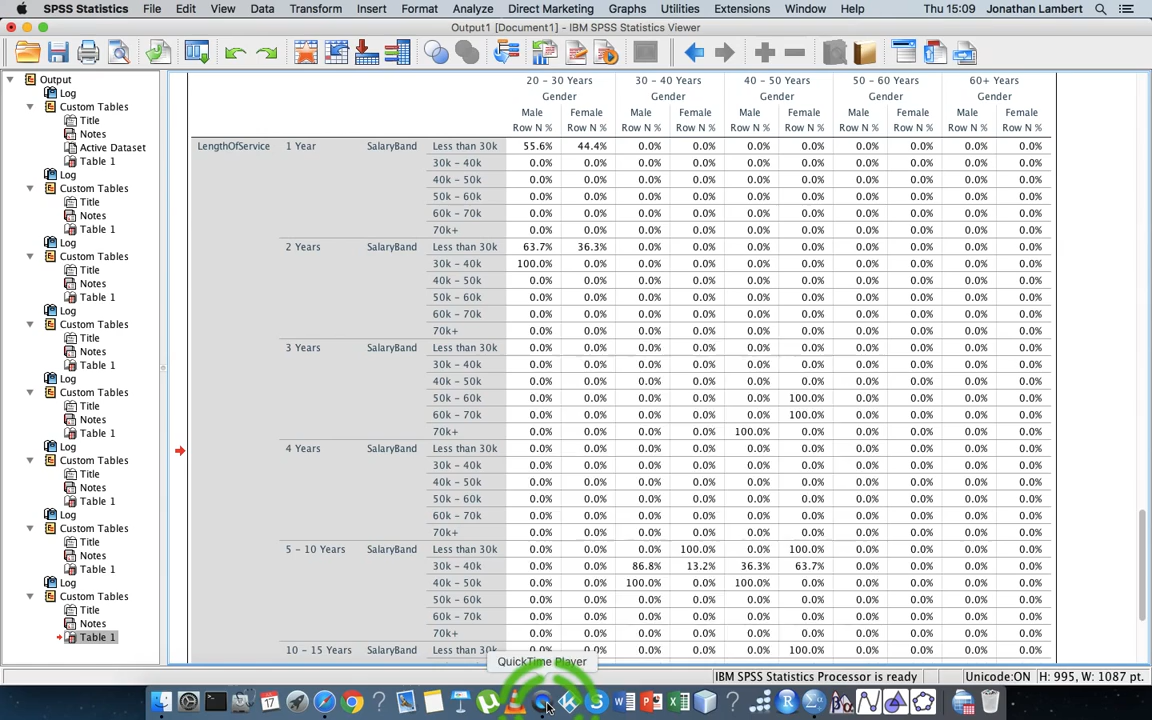 SPSS Statistics File Edit View Data Transform Insert Format Analyze Direct Marketing Graphs Utilities Extensions Window Help Thu 15:09 Jonathan Lambert
Output1 [Document1] - IBM SPSS Statistics Viewer
Output
Log
Custom Tables
Title
Notes
Active Dataset
Table 1
Log
Custom Tables
Title
Notes
Table 1
Log
Custom Tables
Title
Notes
Table 1
Log
Custom Tables
Title
Notes
Table 1
Log
Custom Tables
Title
Notes
Table 1
Log
Custom Tables
Title
Notes
Table 1
Log
Custom Tables
Title
Notes
Table 1
Log
Custom Tables
Title
Notes
Table 1
20 - 30 Years 30 - 40 Years 40 - 50 Years 50 - 60 Years 60+ Years
Gender Gender Gender Gender Gender
Male Female Male Female Male Female Male Female Male Female
Row N % Row N % Row N % Row N % Row N % Row N % Row N % Row N % Row N % Row N %
LengthOfService 1 Year SalaryBand Less than 30k 55.6% 44.4% 0.0% 0.0% 0.0% 0.0% 0.0% 0.0% 0.0% 0.0%
30k - 40k 0.0% 0.0% 0.0% 0.0% 0.0% 0.0% 0.0% 0.0% 0.0% 0.0%
40k - 50k 0.0% 0.0% 0.0% 0.0% 0.0% 0.0% 0.0% 0.0% 0.0% 0.0%
50k - 60k 0.0% 0.0% 0.0% 0.0% 0.0% 0.0% 0.0% 0.0% 0.0% 0.0%
60k - 70k 0.0% 0.0% 0.0% 0.0% 0.0% 0.0% 0.0% 0.0% 0.0% 0.0%
70k+ 0.0% 0.0% 0.0% 0.0% 0.0% 0.0% 0.0% 0.0% 0.0% 0.0%
2 Years SalaryBand Less than 30k 63.7% 36.3% 0.0% 0.0% 0.0% 0.0% 0.0% 0.0% 0.0% 0.0%
30k - 40k 100.0% 0.0% 0.0% 0.0% 0.0% 0.0% 0.0% 0.0% 0.0% 0.0%
40k - 50k 0.0% 0.0% 0.0% 0.0% 0.0% 0.0% 0.0% 0.0% 0.0% 0.0%
50k - 60k 0.0% 0.0% 0.0% 0.0% 0.0% 0.0% 0.0% 0.0% 0.0% 0.0%
60k - 70k 0.0% 0.0% 0.0% 0.0% 0.0% 0.0% 0.0% 0.0% 0.0% 0.0%
70k+ 0.0% 0.0% 0.0% 0.0% 0.0% 0.0% 0.0% 0.0% 0.0% 0.0%
3 Years SalaryBand Less than 30k 0.0% 0.0% 0.0% 0.0% 0.0% 0.0% 0.0% 0.0% 0.0% 0.0%
30k - 40k 0.0% 0.0% 0.0% 0.0% 0.0% 0.0% 0.0% 0.0% 0.0% 0.0%
40k - 50k 0.0% 0.0% 0.0% 0.0% 0.0% 0.0% 0.0% 0.0% 0.0% 0.0%
50k - 60k 0.0% 0.0% 0.0% 0.0% 0.0% 100.0% 0.0% 0.0% 0.0% 0.0%
60k - 70k 0.0% 0.0% 0.0% 0.0% 0.0% 100.0% 0.0% 0.0% 0.0% 0.0%
70k+ 0.0% 0.0% 0.0% 0.0% 100.0% 0.0% 0.0% 0.0% 0.0% 0.0%
4 Years SalaryBand Less than 30k 0.0% 0.0% 0.0% 0.0% 0.0% 0.0% 0.0% 0.0% 0.0% 0.0%
30k - 40k 0.0% 0.0% 0.0% 0.0% 0.0% 0.0% 0.0% 0.0% 0.0% 0.0%
40k - 50k 0.0% 0.0% 0.0% 0.0% 0.0% 0.0% 0.0% 0.0% 0.0% 0.0%
50k - 60k 0.0% 0.0% 0.0% 0.0% 0.0% 0.0% 0.0% 0.0% 0.0% 0.0%
60k - 70k 0.0% 0.0% 0.0% 0.0% 0.0% 0.0% 0.0% 0.0% 0.0% 0.0%
70k+ 0.0% 0.0% 0.0% 0.0% 0.0% 0.0% 0.0% 0.0% 0.0% 0.0%
5 - 10 Years SalaryBand Less than 30k 0.0% 0.0% 0.0% 100.0% 0.0% 100.0% 0.0% 0.0% 0.0% 0.0%
30k - 40k 0.0% 0.0% 86.8% 13.2% 36.3% 63.7% 0.0% 0.0% 0.0% 0.0%
40k - 50k 0.0% 0.0% 100.0% 0.0% 100.0% 0.0% 0.0% 0.0% 0.0% 0.0%
50k - 60k 0.0% 0.0% 0.0% 0.0% 0.0% 0.0% 0.0% 0.0% 0.0% 0.0%
60k - 70k 0.0% 0.0% 0.0% 0.0% 0.0% 0.0% 0.0% 0.0% 0.0% 0.0%
70k+ 0.0% 0.0% 0.0% 0.0% 0.0% 0.0% 0.0% 0.0% 0.0% 0.0%
10 - 15 Years SalaryBand Less than 30k 0.0% 0.0% 0.0% 0.0% 0.0% 100.0% 0.0% 0.0% 0.0% 0.0%
QuickTime Player
IBM SPSS Statistics Processor is ready Unicode:ON H: 995, W: 1087 pt.